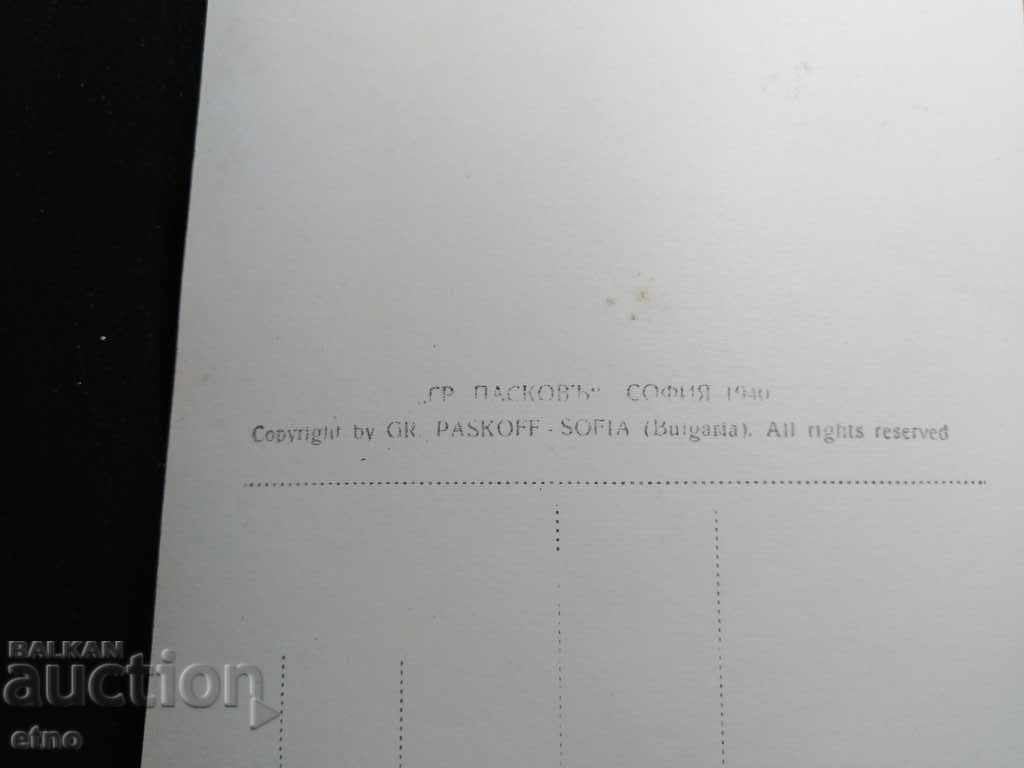 „ГР. ПАСКОВЪ“ СОФИЯ 1940
Copyright by GR. PASKOFF - SOFIA (Bulgaria). All rights reserved
BALKAN
auction
etno